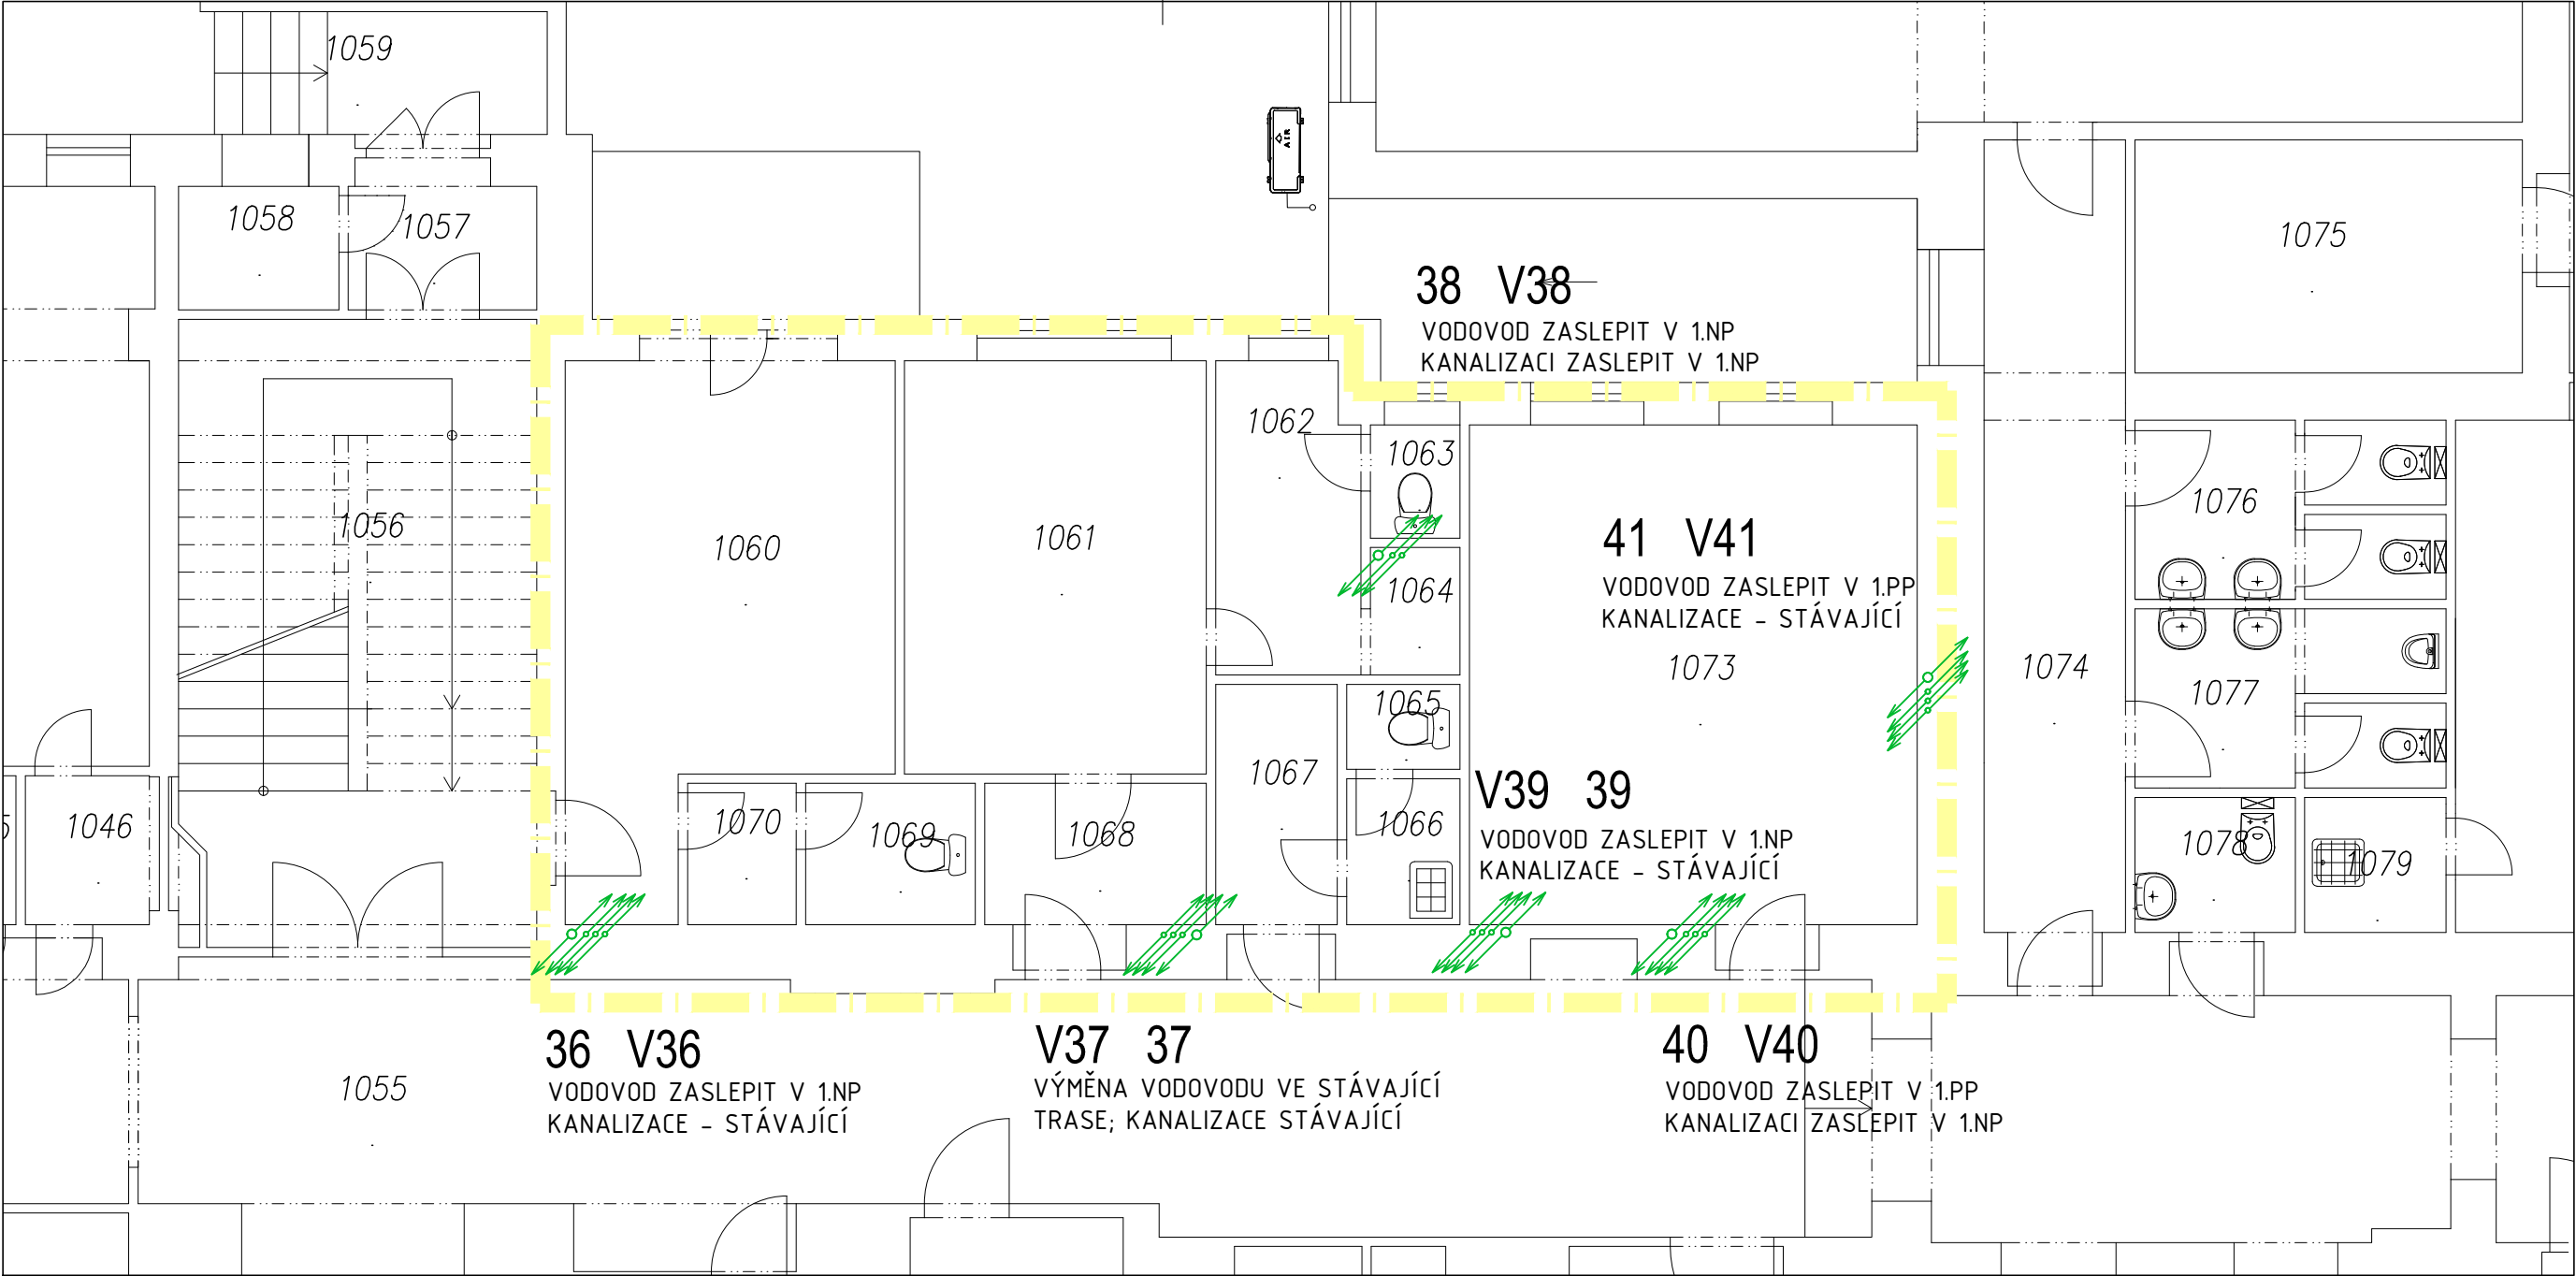 1059
AIR
1058
1057
1075
38 V38
VODOVOD ZASLEPIT V 1.NP
KANALIZACI ZASLEPIT V 1.NP
1062
1063
1056
1060
1061
1064
41 V41
VODOVOD ZASLEPIT V 1.PP
KANALIZACE - STÁVAJÍCÍ
1073
1074
1076
1077
1065
1067
1066
V39 39
VODOVOD ZASLEPIT V 1.NP
KANALIZACE - STÁVAJÍCÍ
5
1046
1070
1069
1068
1078
1079
36 V36
VODOVOD ZASLEPIT V 1.NP
KANALIZACE - STÁVAJÍCÍ
V37 37
VÝMĚNA VODOVODU VE STÁVAJÍCÍ
TRASE; KANALIZACE STÁVAJÍCÍ
40 V40
VODOVOD ZASLEPIT V 1.PP
KANALIZACI ZASLEPIT V 1.NP
1055